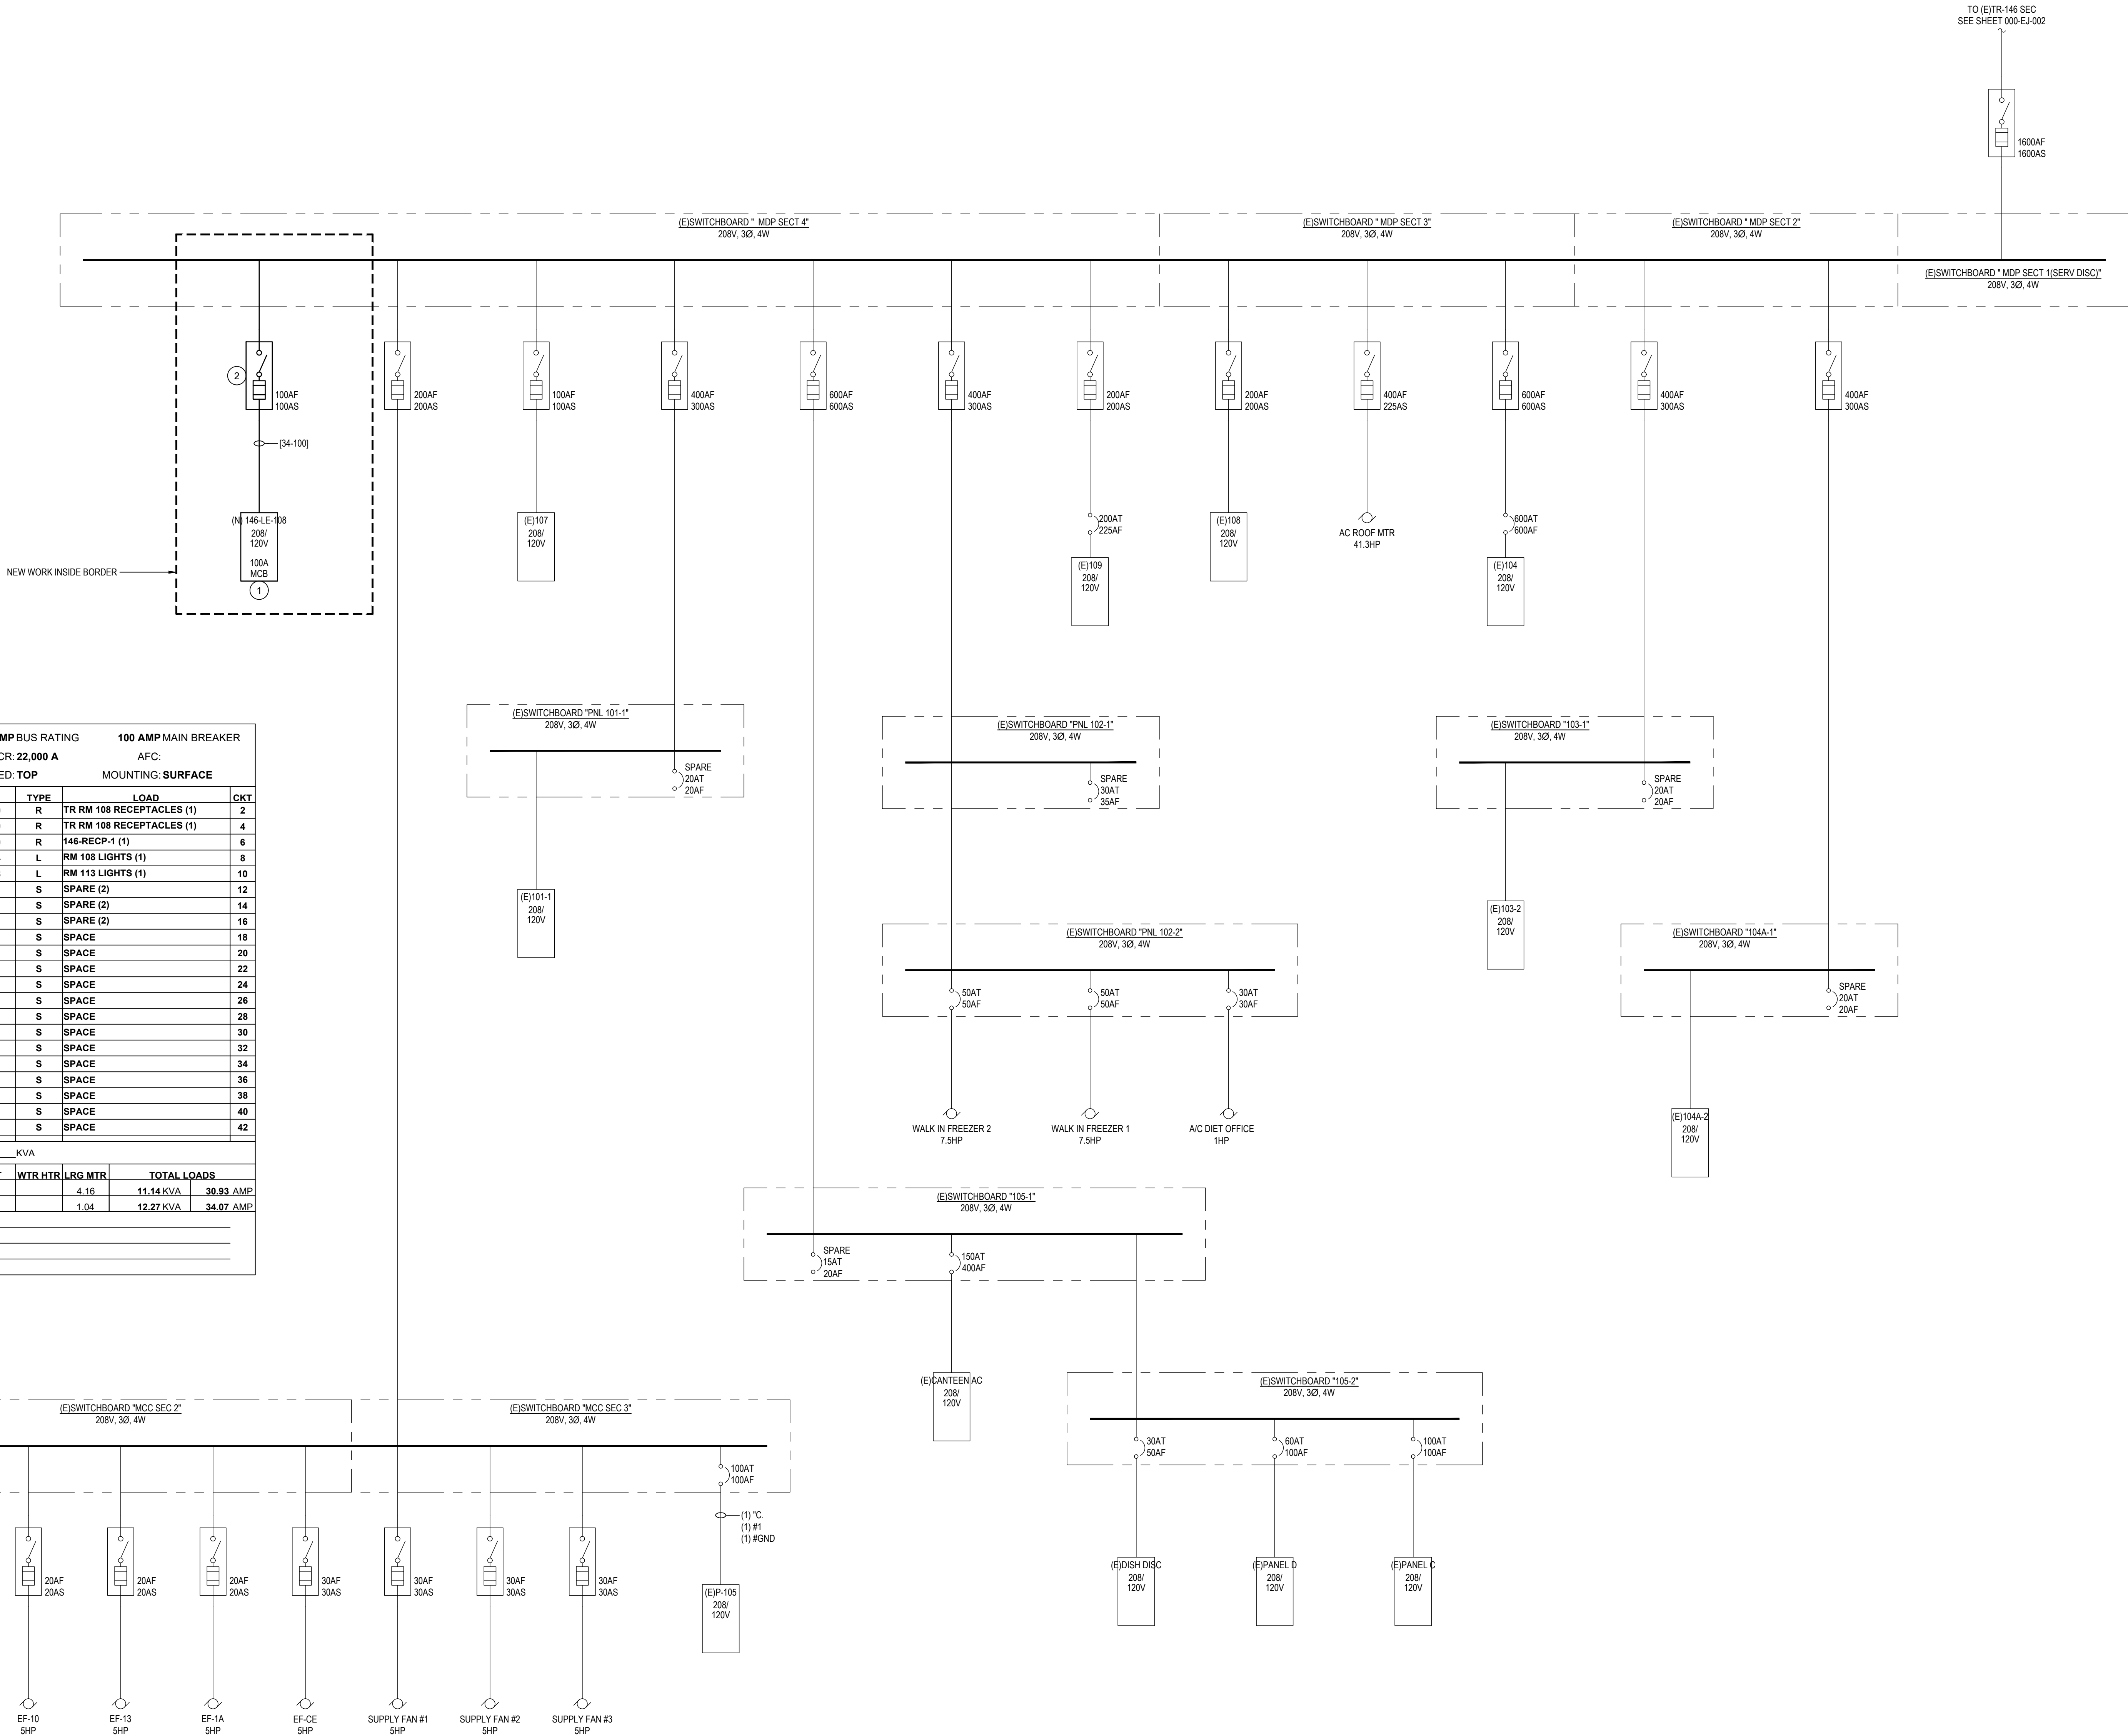 TO (E)TR-146 SEC
SEE SHEET 000-EJ-002
1600AF
1600AS
(E)SWITCHBOARD " MDP SECT 4"
208V, 3Ø, 4W
(E)SWITCHBOARD " MDP SECT 3"
208V, 3Ø, 4W
(E)SWITCHBOARD " MDP SECT 2"
208V, 3Ø, 4W
(E)SWITCHBOARD " MDP SECT 1(SERV DISC)"
208V, 3Ø, 4W
2
100AF
100AS
200AF
200AS
100AF
100AS
400AF
300AS
600AF
600AS
400AF
300AS
200AF
200AS
200AF
200AS
400AF
225AS
600AF
600AS
400AF
300AS
400AF
300AS
[34-100]
(N) 146-LE-108
208/
120V
100A
MCB
1
NEW WORK INSIDE BORDER
(E)107
208/
120V
200AT
225AF
(E)109
208/
120V
(E)108
208/
120V
AC ROOF MTR
41.3HP
600AT
600AF
(E)104
208/
120V
(E)SWITCHBOARD "PNL 101-1"
208V, 3Ø, 4W
SPARE
20AT
20AF
(E)101-1
208/
120V
(E)SWITCHBOARD "PNL 102-1"
208V, 3Ø, 4W
SPARE
30AT
35AF
(E)SWITCHBOARD "103-1"
208V, 3Ø, 4W
SPARE
20AT
20AF
(E)103-2
208/
120V
(E)SWITCHBOARD "PNL 102-2"
208V, 3Ø, 4W
50AT
50AF
50AT
50AF
30AT
30AF
WALK IN FREEZER 2
7.5HP
WALK IN FREEZER 1
7.5HP
A/C DIET OFFICE
1HP
(E)SWITCHBOARD "104A-1"
208V, 3Ø, 4W
SPARE
20AT
20AF
(E)104A-2
208/
120V
MP BUS RATING 100 AMP MAIN BREAKER
CR: 22,000 A AFC:
ED: TOP MOUNTING: SURFACE
TYPE LOAD CKT
R TR RM 108 RECEPTACLES (1) 2
R TR RM 108 RECEPTACLES (1) 4
R 146-RECP-1 (1) 6
L RM 108 LIGHTS (1) 8
L RM 113 LIGHTS (1) 10
S SPARE (2) 12
S SPARE (2) 14
S SPARE (2) 16
S SPACE 18
S SPACE 20
S SPACE 22
S SPACE 24
S SPACE 26
S SPACE 28
S SPACE 30
S SPACE 32
S SPACE 34
S SPACE 36
S SPACE 38
S SPACE 40
S SPACE 42
KVA
WTR HTR LRG MTR TOTAL LOADS
4.16 11.14 KVA 30.93 AMP
1.04 12.27 KVA 34.07 AMP
(E)SWITCHBOARD "105-1"
208V, 3Ø, 4W
SPARE
15AT
20AF
150AT
400AF
(E)CANTEEN AC
208/
120V
(E)SWITCHBOARD "105-2"
208V, 3Ø, 4W
30AT
50AF
60AT
100AF
100AT
100AF
(E)DISH DISC
208/
120V
(E)PANEL D
208/
120V
(E)PANEL C
208/
120V
(E)SWITCHBOARD "MCC SEC 2"
208V, 3Ø, 4W
(E)SWITCHBOARD "MCC SEC 3"
208V, 3Ø, 4W
100AT
100AF
(1) "C.
(1) #1
(1) #GND
(E)P-105
208/
120V
20AF
20AS
20AF
20AS
20AF
20AS
30AF
30AS
30AF
30AS
30AF
30AS
30AF
30AS
EF-10
5HP
EF-13
5HP
EF-1A
5HP
EF-CE
5HP
SUPPLY FAN #1
5HP
SUPPLY FAN #2
5HP
SUPPLY FAN #3
5HP